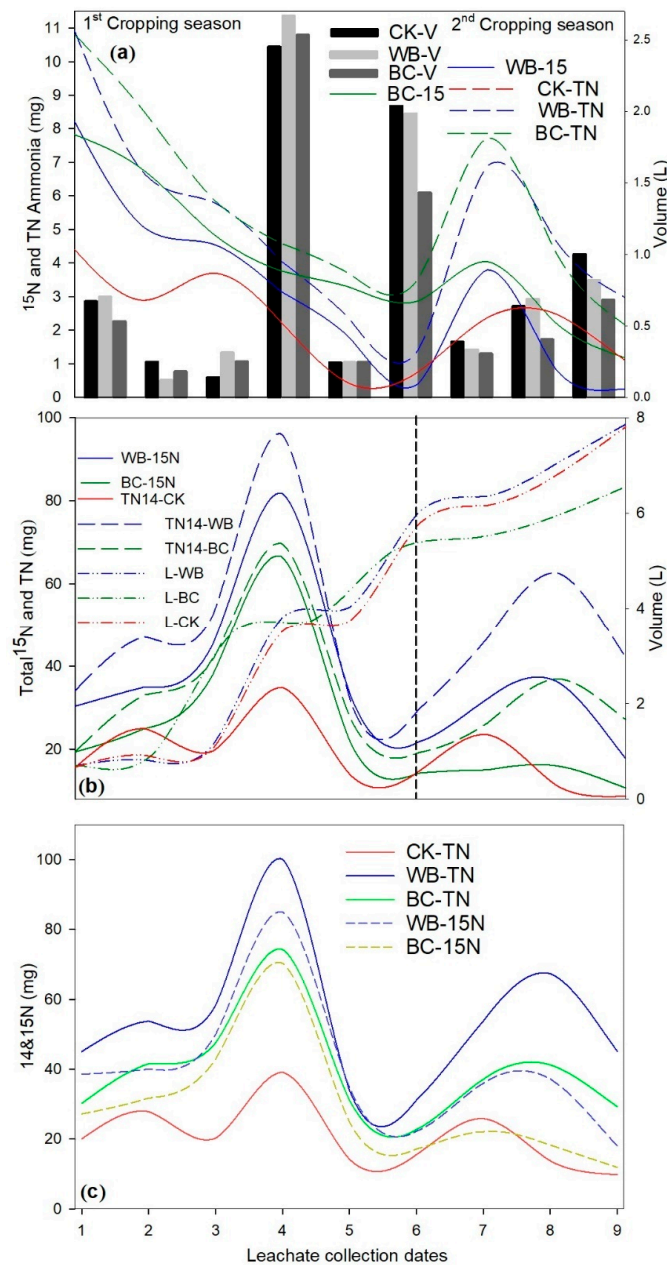 1st Cropping season
2nd Cropping season
(a)
CK-V
WB-V
BC-V
BC-15
WB-15
CK-TN
WB-TN
BC-TN
15N and TN Ammonia (mg)
11
10
9
8
7
6
5
4
3
2
1
0
Volume (L)
2.5
2.0
1.5
1.0
0.5
0.0
WB-15N
BC-15N
TN14-CK
TN14-WB
TN14-BC
L-WB
L-BC
L-CK
(b)
Total15N and TN (mg)
100
80
60
40
20
Volume (L)
8
6
4
2
0
CK-TN
WB-TN
BC-TN
WB-15N
BC-15N
(c)
14&15N (mg)
100
80
60
40
20
0
1 2 3 4 5 6 7 8 9
Leachate collection dates